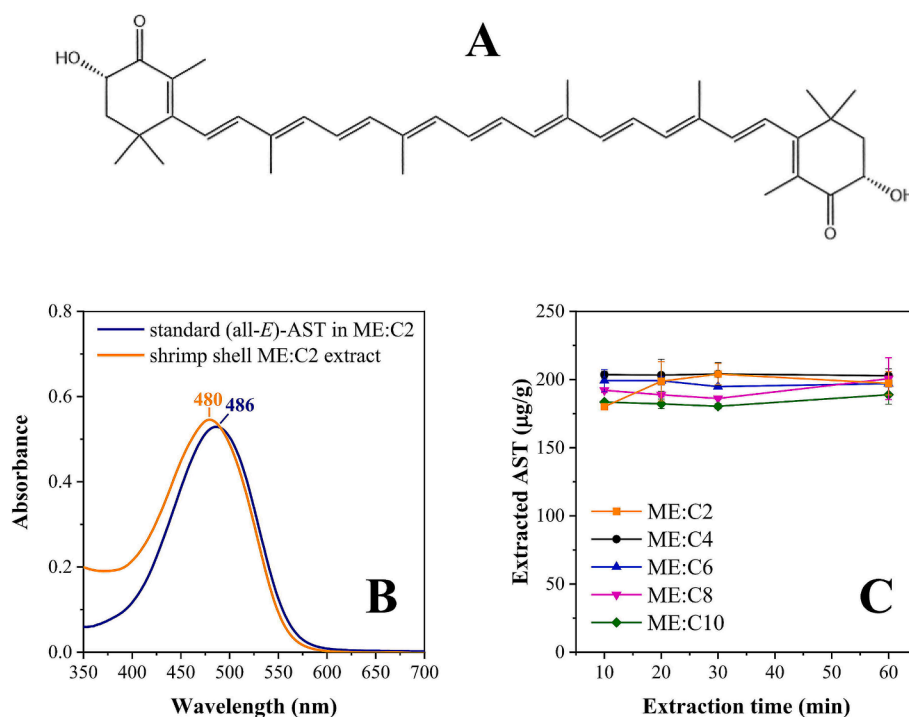 A
O
HO
OH
O
0.8
0.6
0.4
0.2
0.0
350 400 450 500 550 600 650 700
Absorbance
Wavelength (nm)
standard (all-E)-AST in ME:C2
shrimp shell ME:C2 extract
480
486
B
250
200
150
100
50
0
10 20 30 40 50 60
Extracted AST (µg/g)
Extraction time (min)
ME:C2
ME:C4
ME:C6
ME:C8
ME:C10
C